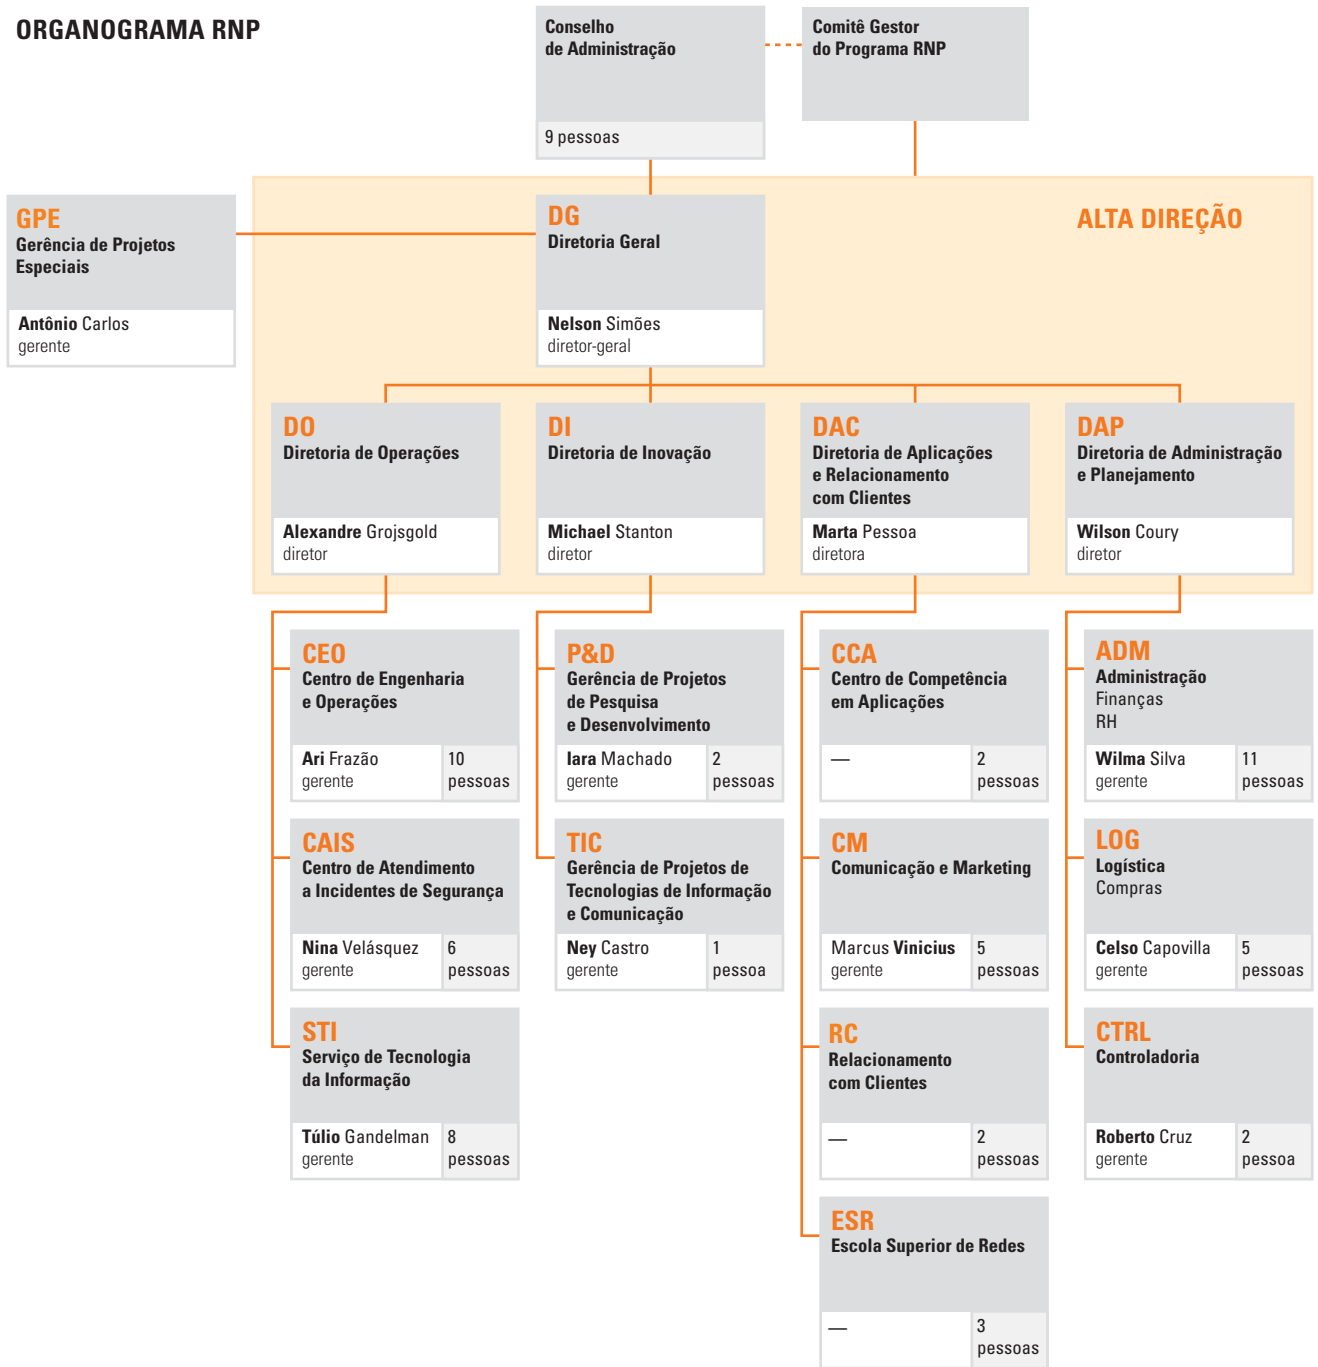 ORGANOGRAMA RNP
Conselho
de Administração
9 pessoas
Comitê Gestor
do Programa RNP
GPE
Gerência de Projetos
Especiais
Antônio Carlos
gerente
DG
Diretoria Geral
Nelson Simões
diretor-geral
ALTA DIREÇÃO
DO
Diretoria de Operações
Alexandre Grojsgold
diretor
DI
Diretoria de Inovação
Michael Stanton
diretor
DAC
Diretoria de Aplicações
e Relacionamento
com Clientes
Marta Pessoa
diretora
DAP
Diretoria de Administração
e Planejamento
Wilson Coury
diretor
CEO
Centro de Engenharia
e Operações
Ari Frazão
gerente
10
pessoas
P&D
Gerência de Projetos
de Pesquisa
e Desenvolvimento
Iara Machado
gerente
2
pessoas
CCA
Centro de Competência
em Aplicações
—
2
pessoas
ADM
Administração
Finanças
RH
Wilma Silva
gerente
11
pessoas
CAIS
Centro de Atendimento
a Incidentes de Segurança
Nina Velásquez
gerente
6
pessoas
TIC
Gerência de Projetos de
Tecnologias de Informação
e Comunicação
Ney Castro
gerente
1
pessoa
CM
Comunicação e Marketing
Marcus Vinicius
gerente
5
pessoas
LOG
Logística
Compras
Celso Capovilla
gerente
5
pessoas
STI
Serviço de Tecnologia
da Informação
Túlio Gandelman
gerente
8
pessoas
RC
Relacionamento
com Clientes
—
2
pessoas
CTRL
Controladoria
Roberto Cruz
gerente
2
pessoa
ESR
Escola Superior de Redes
—
3
pessoas